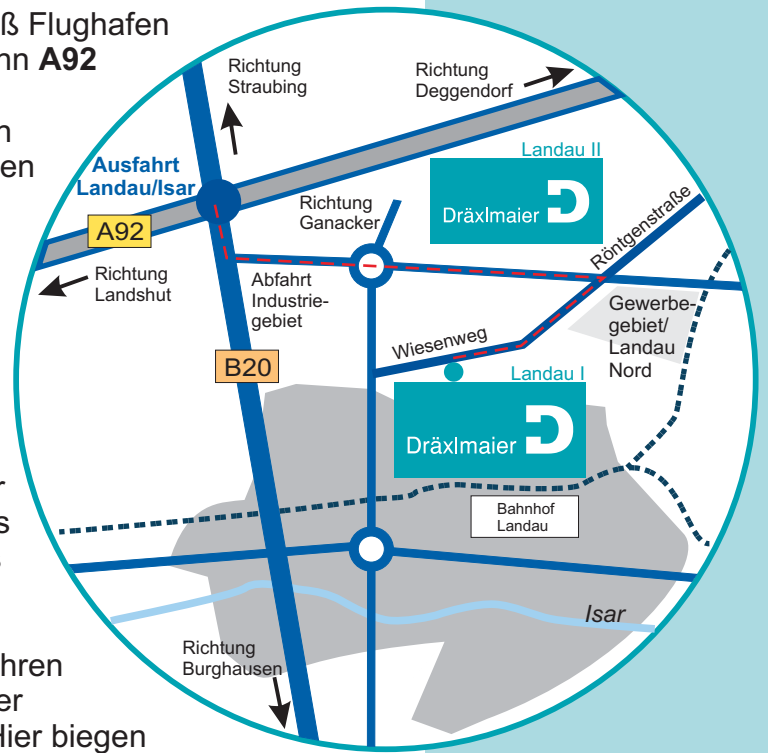 ß Flughafen
nn A92
n
en
r
s
hren
er
Hier biegen
Richtung
Straubing
Richtung
Deggendorf
Ausfahrt
Landau/Isar
A92
Richtung
Landshut
Richtung
Ganacker
Landau II
Dräxlmaier
Röntgenstraße
Abfahrt
Industrie-
gebiet
Gewerbe-
gebiet/
Landau
Nord
Wiesenweg
B20
Landau I
Dräxlmaier
Bahnhof
Landau
Isar
Richtung
Burghausen